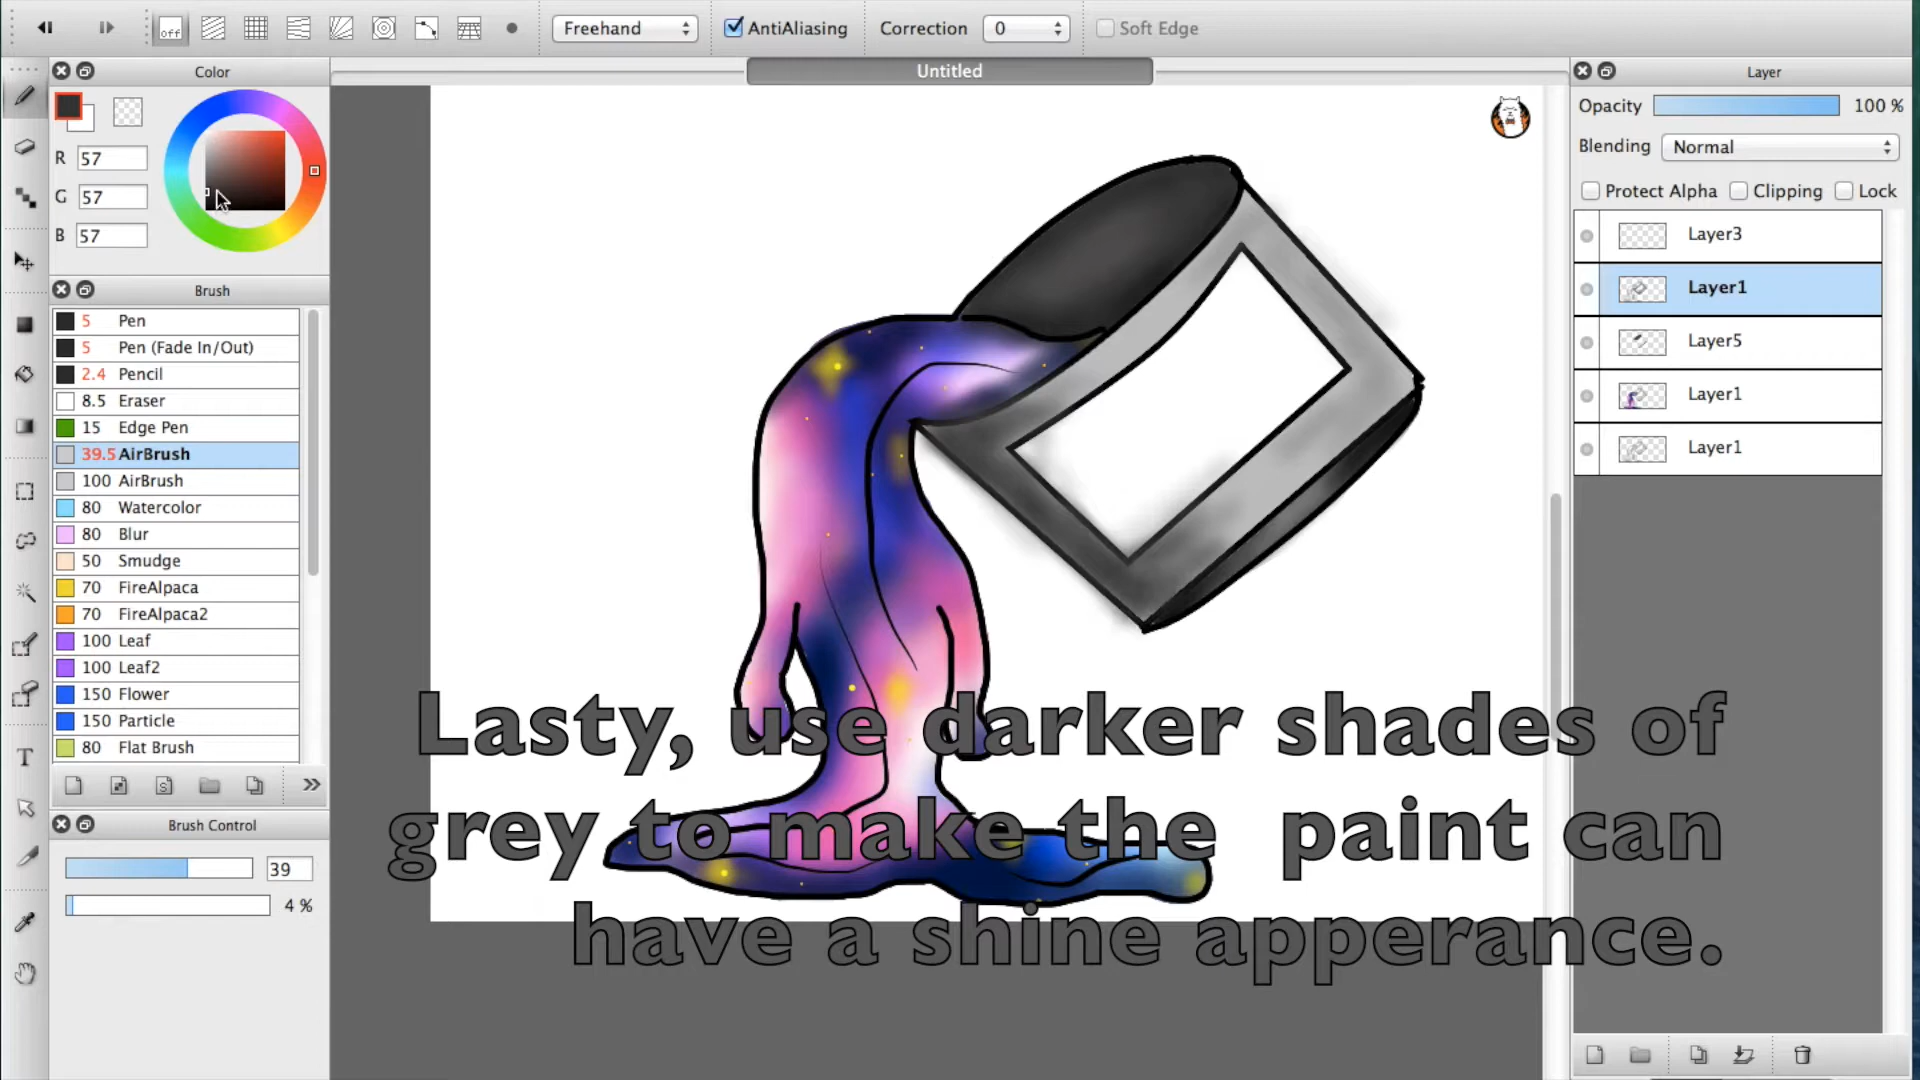 off
Freehand
AntiAliasing
Correction
0
Soft Edge
Color
Untitled
Layer
R 57
G 57
B 57
Opacity
100 %
Blending
Normal
Protect Alpha
Clipping
Lock
Layer3
Layer1
Layer5
Layer1
Layer1
Brush
5 Pen
5 Pen (Fade In/Out)
2.4 Pencil
8.5 Eraser
15 Edge Pen
39.5 AirBrush
100 AirBrush
80 Watercolor
80 Blur
50 Smudge
70 FireAlpaca
70 FireAlpaca2
100 Leaf
100 Leaf2
150 Flower
150 Particle
80 Flat Brush
T
S
Brush Control
39
4 %
Lasty, use darker shades of
grey to make the paint can
have a shine apperance.